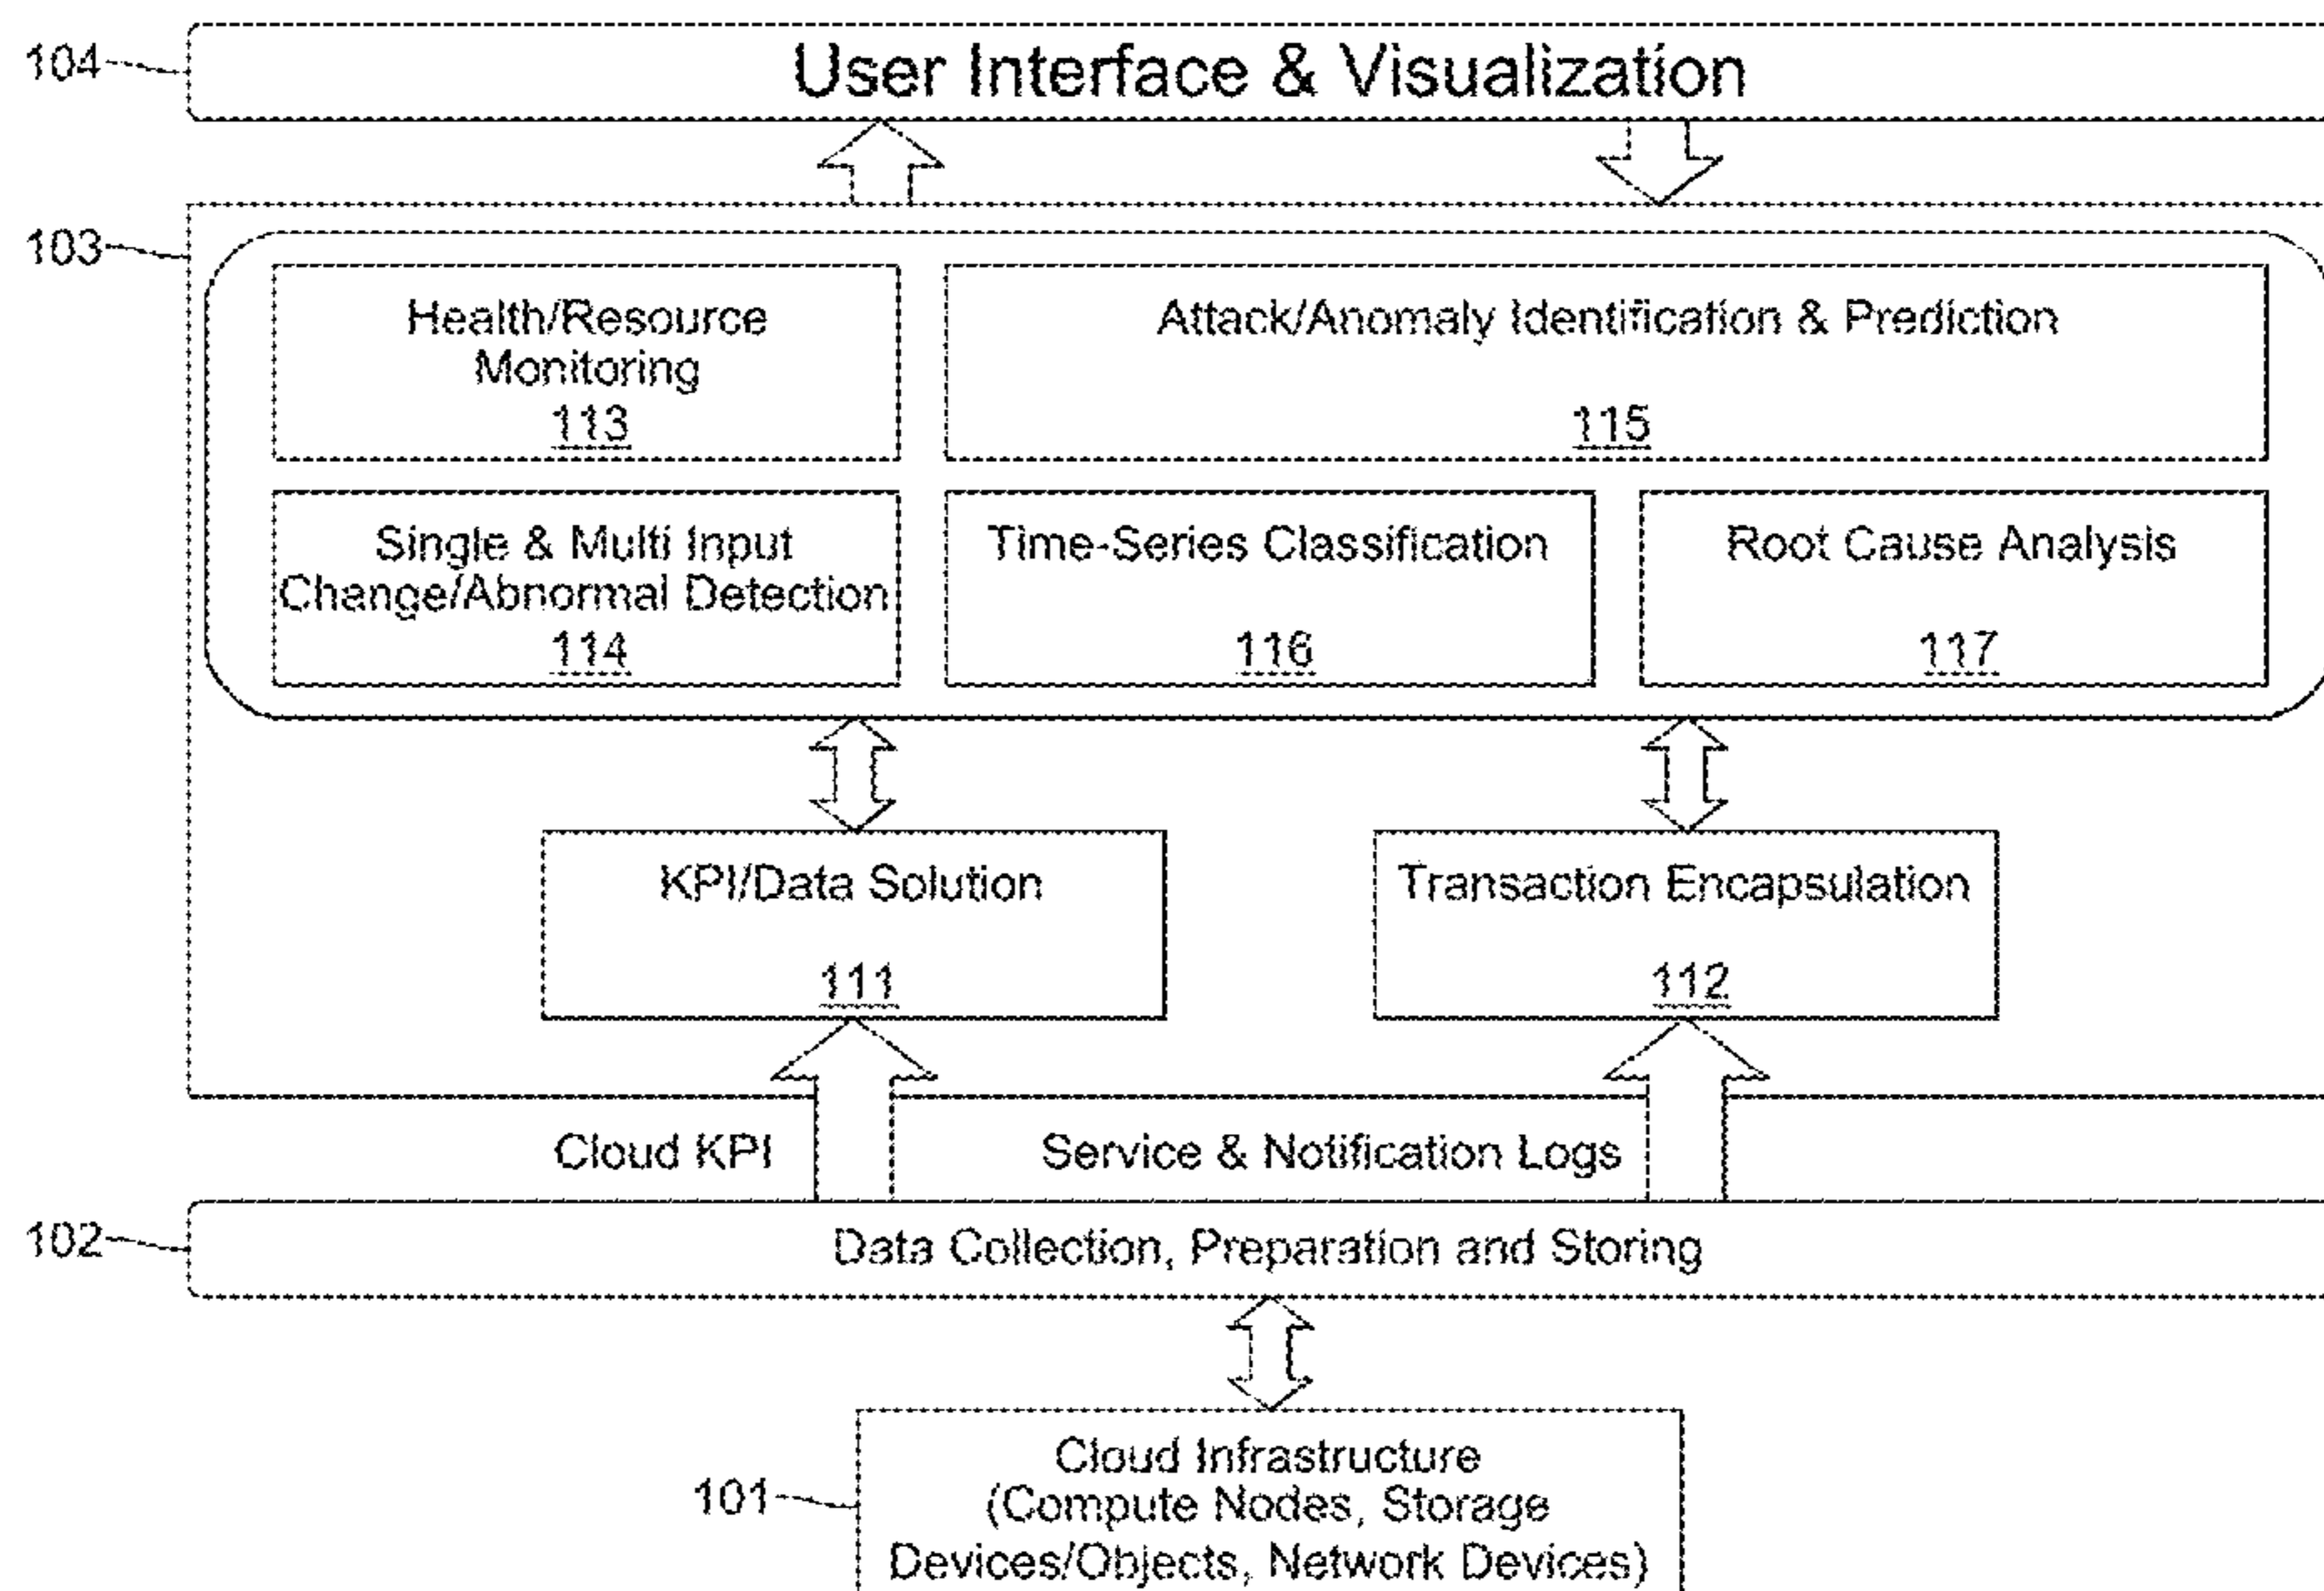 104
User Interface & Visualization
103
Health/Resource
Monitoring
113
Attack/Anomaly Identification & Prediction
115
Single & Multi Input
Change/Abnormal Detection
114
Time-Series Classification
116
Root Cause Analysis
117
KPI/Data Solution
111
Transaction Encapsulation
112
Cloud KPI
Service & Notification Logs
102
Data Collection, Preparation and Storing
101
Cloud Infrastructure
(Compute Nodes, Storage
Devices/Objects, Network Devices)